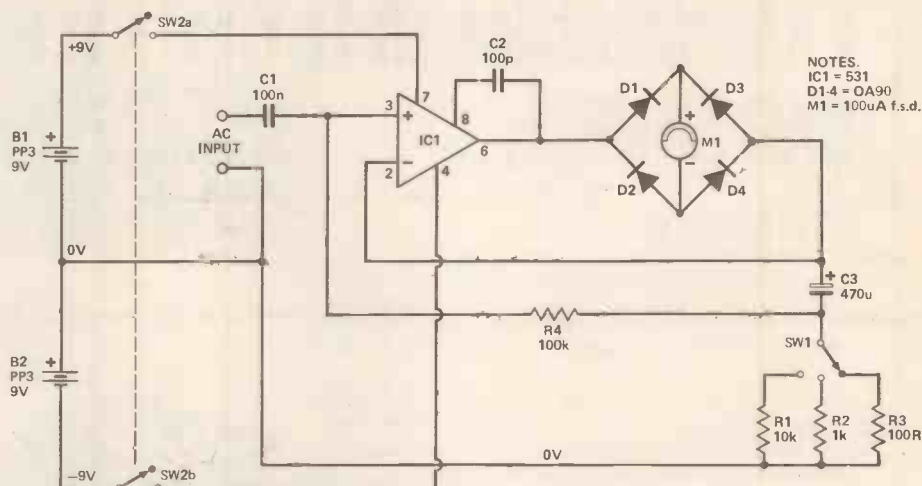 SW2a
+9V
C2
100p
NOTES.
IC1 = 531
D1-4 = OA90
M1 = 100uA f.s.d.
C1
100n
D1
D3
7
3
+
8
AC
INPUT
IC1
6
+
M1
−
B1
PP3
9V
+
2
−
4
D2
D4
0V
+
C3
470u
R4
100k
SW1
B2
PP3
9V
+
R1
10k
R2
1k
R3
100R
0V
−9V
SW2b